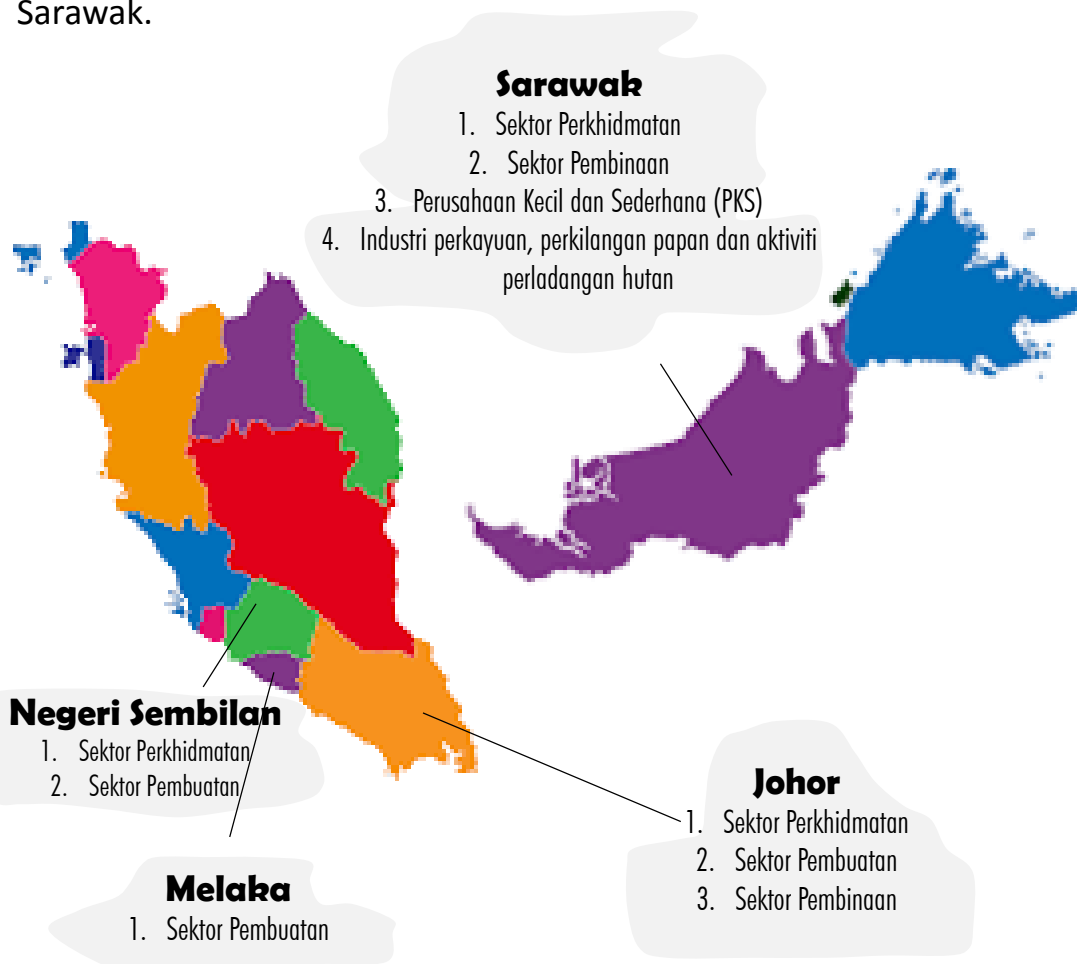 Sarawak.
Sarawak
1. Sektor Perkhidmatan
2. Sektor Pembinaan
3. Perusahaan Kecil dan Sederhana (PKS)
4. Industri perkayuan, perkilangan papan dan aktiviti
perladangan hutan
Negeri Sembilan
1. Sektor Perkhidmatan
2. Sektor Pembuatan
Melaka
1. Sektor Pembuatan
Johor
1. Sektor Perkhidmatan
2. Sektor Pembuatan
3. Sektor Pembinaan